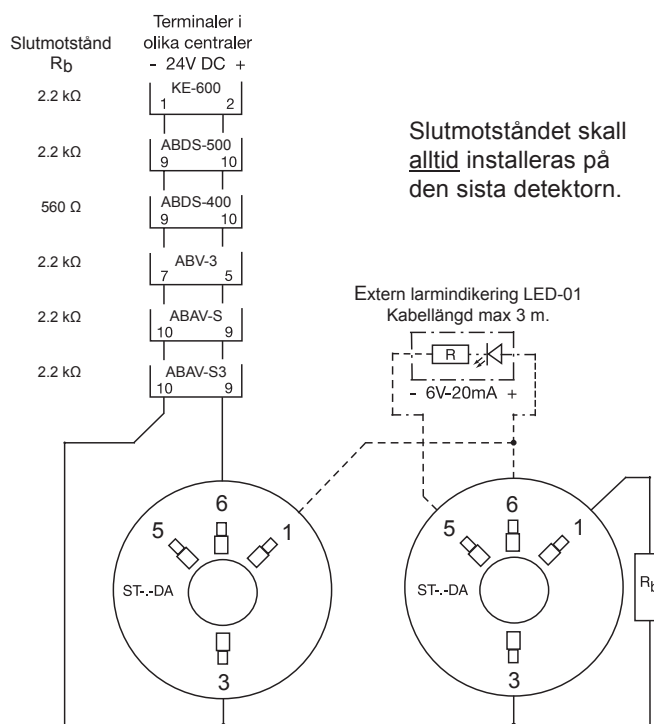 Slutmotstånd
Rb
Terminaler i
olika centraler
- 24V DC +
2.2 kΩ
KE-600
1 2
2.2 kΩ
ABDS-500
9 10
560 Ω
ABDS-400
9 10
2.2 kΩ
ABV-3
7 5
2.2 kΩ
ABAV-S
10 9
2.2 kΩ
ABAV-S3
10 9
Slutmotståndet skall
alltid installeras på
den sista detektorn.
Extern larmindikering LED-01
Kabellängd max 3 m.
R
- 6V-20mA +
6
5 1
ST-.-DA
3
6
5 1
ST-.-DA
3
Rb